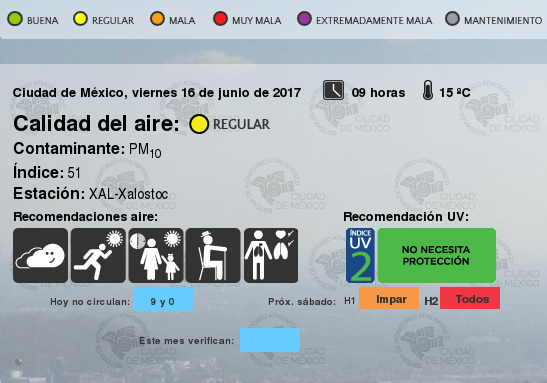 BUENA REGULAR MALA MUY MALA EXTREMADAMENTE MALA MANTENIMIENTO
Ciudad de México, viernes 16 de junio de 2017 09 horas 15 ºC
Calidad del aire: REGULAR
Contaminante: PM10
Índice: 51
Estación: XAL-Xalostoc
Recomendaciones aire: Recomendación UV:
ÍNDICE
UV
2
NO NECESITA
PROTECCIÓN
Hoy no circulan: 9 y 0 Próx. sábado: H1 Impar H2 Todos
Este mes verifican:
CIUDAD
DE MÉXICO